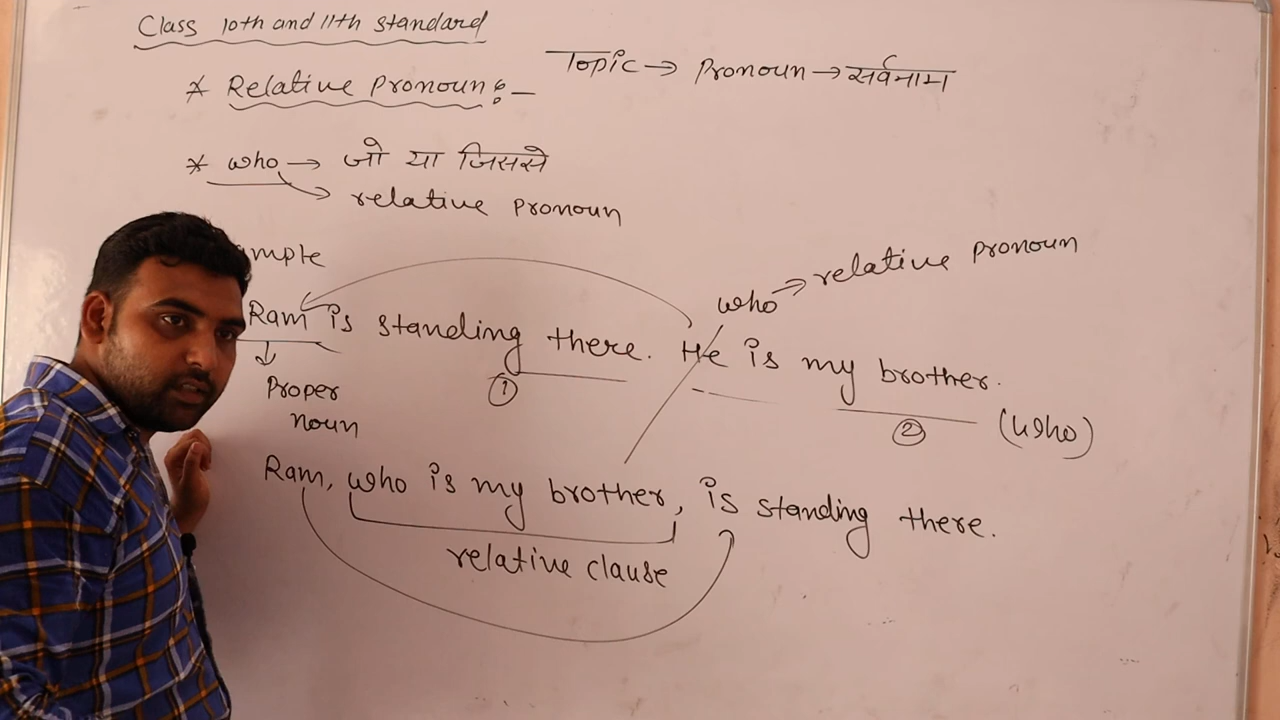 Class 10th and 11th standard
Topic → Pronoun → सर्वनाम
* Relative pronoun :-
* who → जो या जिससे
→ relative pronoun
who → relative pronoun
Ram is standing there. He is my brother.
① ② (who)
Proper
noun
Ram, who is my brother, is standing there.
relative clause